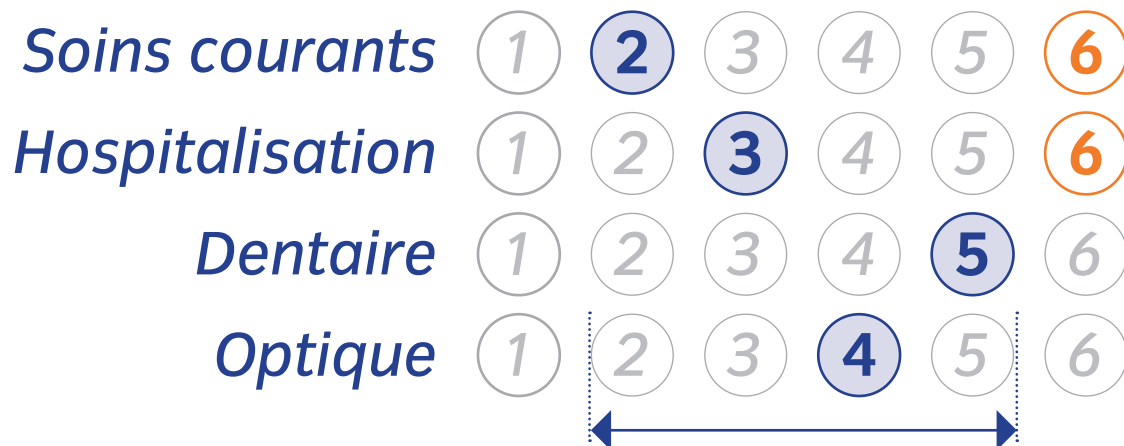 Soins courants 1 2 3 4 5 6
Hospitalisation 1 2 3 4 5 6
Dentaire 1 2 3 4 5 6
Optique 1 2 3 4 5 6